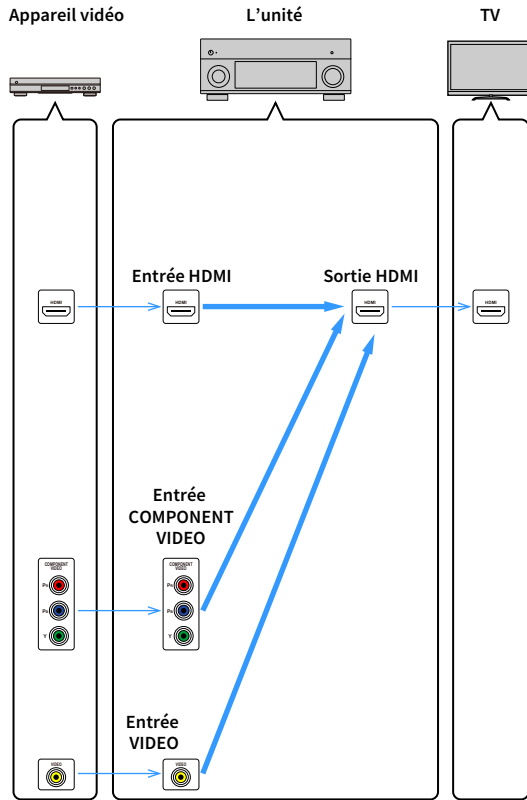 Appareil vidéo
L’unité
TV
Entrée HDMI
Sortie HDMI
HDMI
HDMI
HDMI
HDMI
Entrée
COMPONENT
VIDEO
COMPONENT
VIDEO
PR
PB
Y
COMPONENT
VIDEO
PR
PB
Y
Entrée
VIDEO
VIDEO
VIDEO